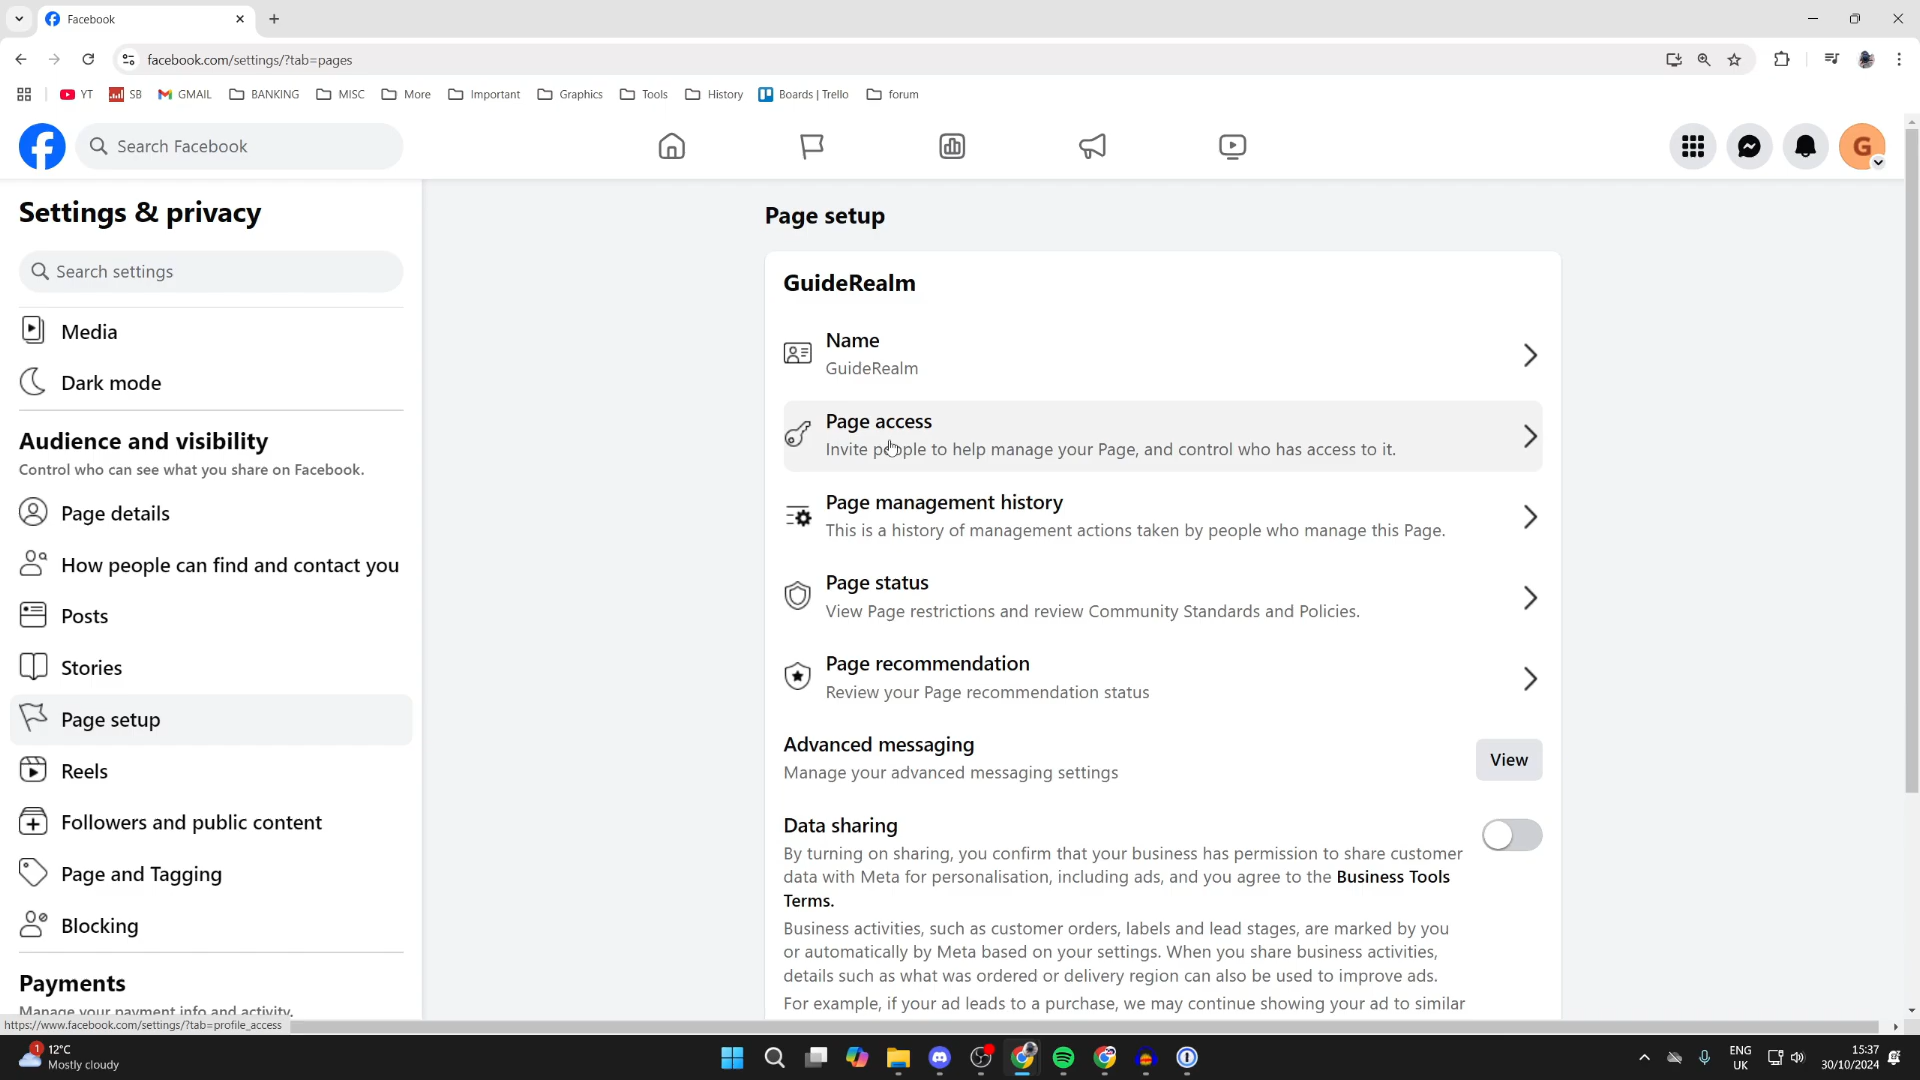 Facebook
facebook.com/settings/?tab=pages
YT
SB
GMAIL
BANKING
MISC
More
Important
Graphics
Tools
History
Boards | Trello
forum
Search Facebook
G
Settings & privacy
Search settings
Media
Dark mode
Audience and visibility
Control who can see what you share on Facebook.
Page details
How people can find and contact you
Posts
Stories
Page setup
Reels
Followers and public content
Page and Tagging
Blocking
Payments
Manage your payment info and activity.
https://www.facebook.com/settings/?tab=profile_access
Page setup
GuideRealm
Name
GuideRealm
Page access
Invite people to help manage your Page, and control who has access to it.
Page management history
This is a history of management actions taken by people who manage this Page.
Page status
View Page restrictions and review Community Standards and Policies.
Page recommendation
Review your Page recommendation status
Advanced messaging
Manage your advanced messaging settings
View
Data sharing
By turning on sharing, you confirm that your business has permission to share customer
data with Meta for personalisation, including ads, and you agree to the Business Tools
Terms.
Business activities, such as customer orders, labels and lead stages, are marked by you
or automatically by Meta based on your settings. When you share business activities,
details such as what was ordered or delivery region can also be used to improve ads.
For example, if your ad leads to a purchase, we may continue showing your ad to similar
1
12°C
Mostly cloudy
ENG
UK
15:37
30/10/2024